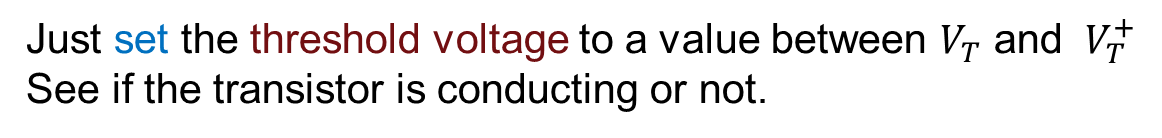 Just set the threshold voltage to a value between V_T and V_T^+
See if the transistor is conducting or not.